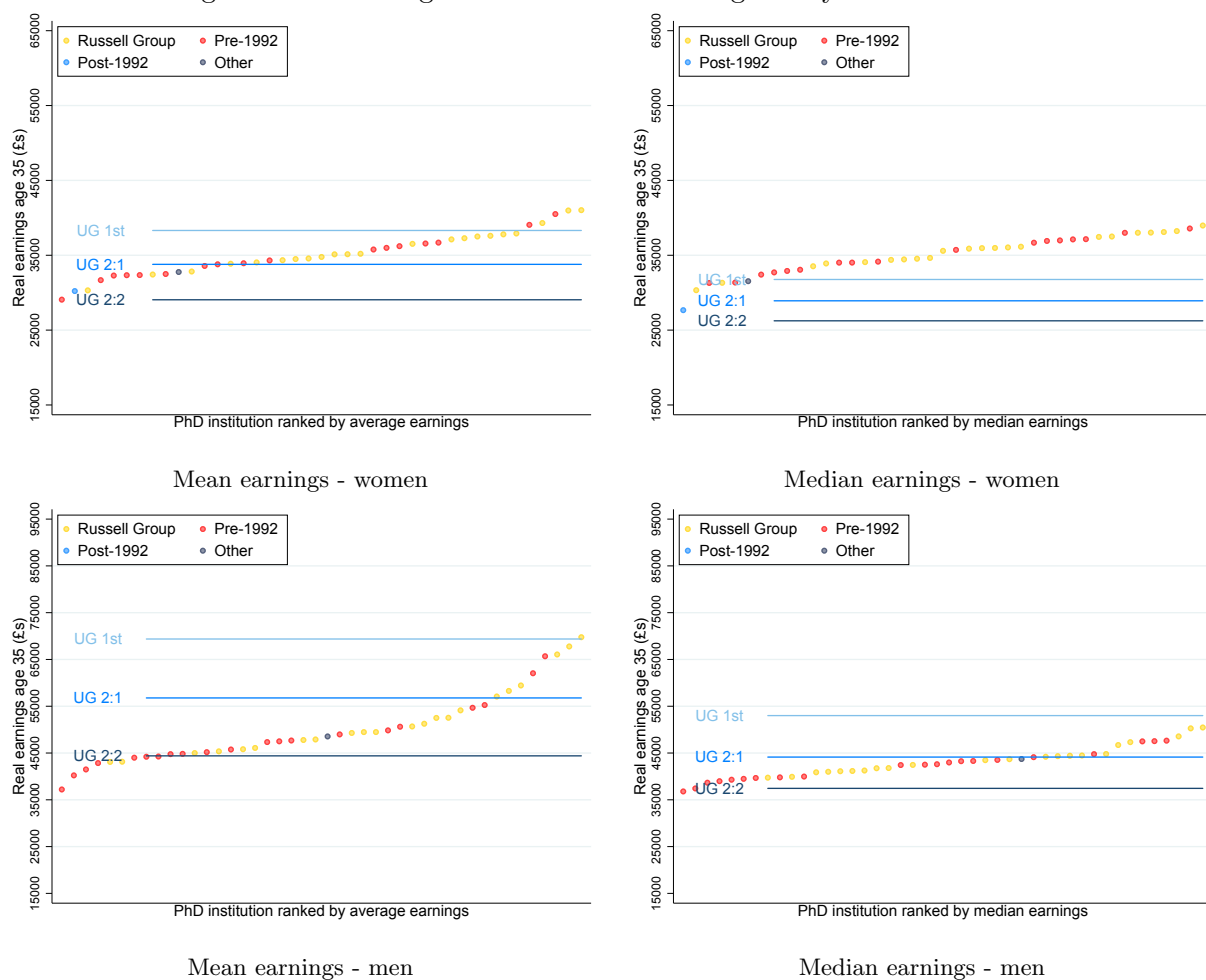 Russell Group Pre-1992
Post-1992 Other
65000
55000
45000
35000
25000
15000
Real earnings age 35 (£s)
UG 1st
UG 2:1
UG 2:2
PhD institution ranked by average earnings
Mean earnings - women
Russell Group Pre-1992
Post-1992 Other
65000
55000
45000
35000
25000
15000
Real earnings age 35 (£s)
UG 1st
UG 2:1
UG 2:2
PhD institution ranked by median earnings
Median earnings - women
Russell Group Pre-1992
Post-1992 Other
95000
85000
75000
65000
55000
45000
35000
25000
15000
Real earnings age 35 (£s)
UG 1st
UG 2:1
UG 2:2
PhD institution ranked by average earnings
Mean earnings - men
Russell Group Pre-1992
Post-1992 Other
95000
85000
75000
65000
55000
45000
35000
25000
15000
Real earnings age 35 (£s)
UG 1st
UG 2:1
UG 2:2
PhD institution ranked by median earnings
Median earnings - men